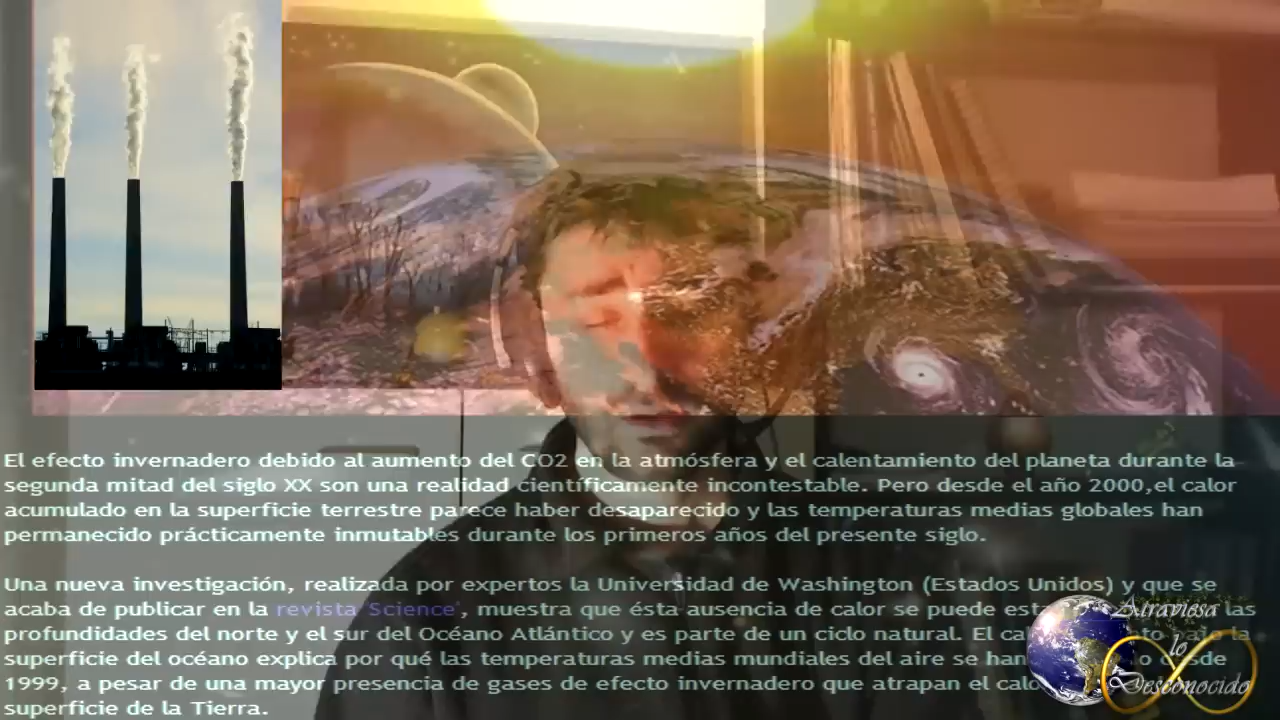 El efecto invernadero debido al aumento del CO2 en la atmósfera y el calentamiento del planeta durante la
segunda mitad del siglo XX son una realidad científicamente incontestable. Pero desde el año 2000,el calor
acumulado en la superficie terrestre parece haber desaparecido y las temperaturas medias globales han
permanecido prácticamente inmutables durante los primeros años del presente siglo.
Una nueva investigación, realizada por expertos la Universidad de Washington (Estados Unidos) y que se
acaba de publicar en la revista 'Science', muestra que ésta ausencia de calor se puede las
profundidades del norte y el sur del Océano Atlántico y es parte de un ciclo natural. El bajo la
superficie del océano explica por qué las temperaturas medias mundiales del aire se han
1999, a pesar de una mayor presencia de gases de efecto invernadero que atrapan el
superficie de la Tierra.
Atraviesa
lo
Desconocido